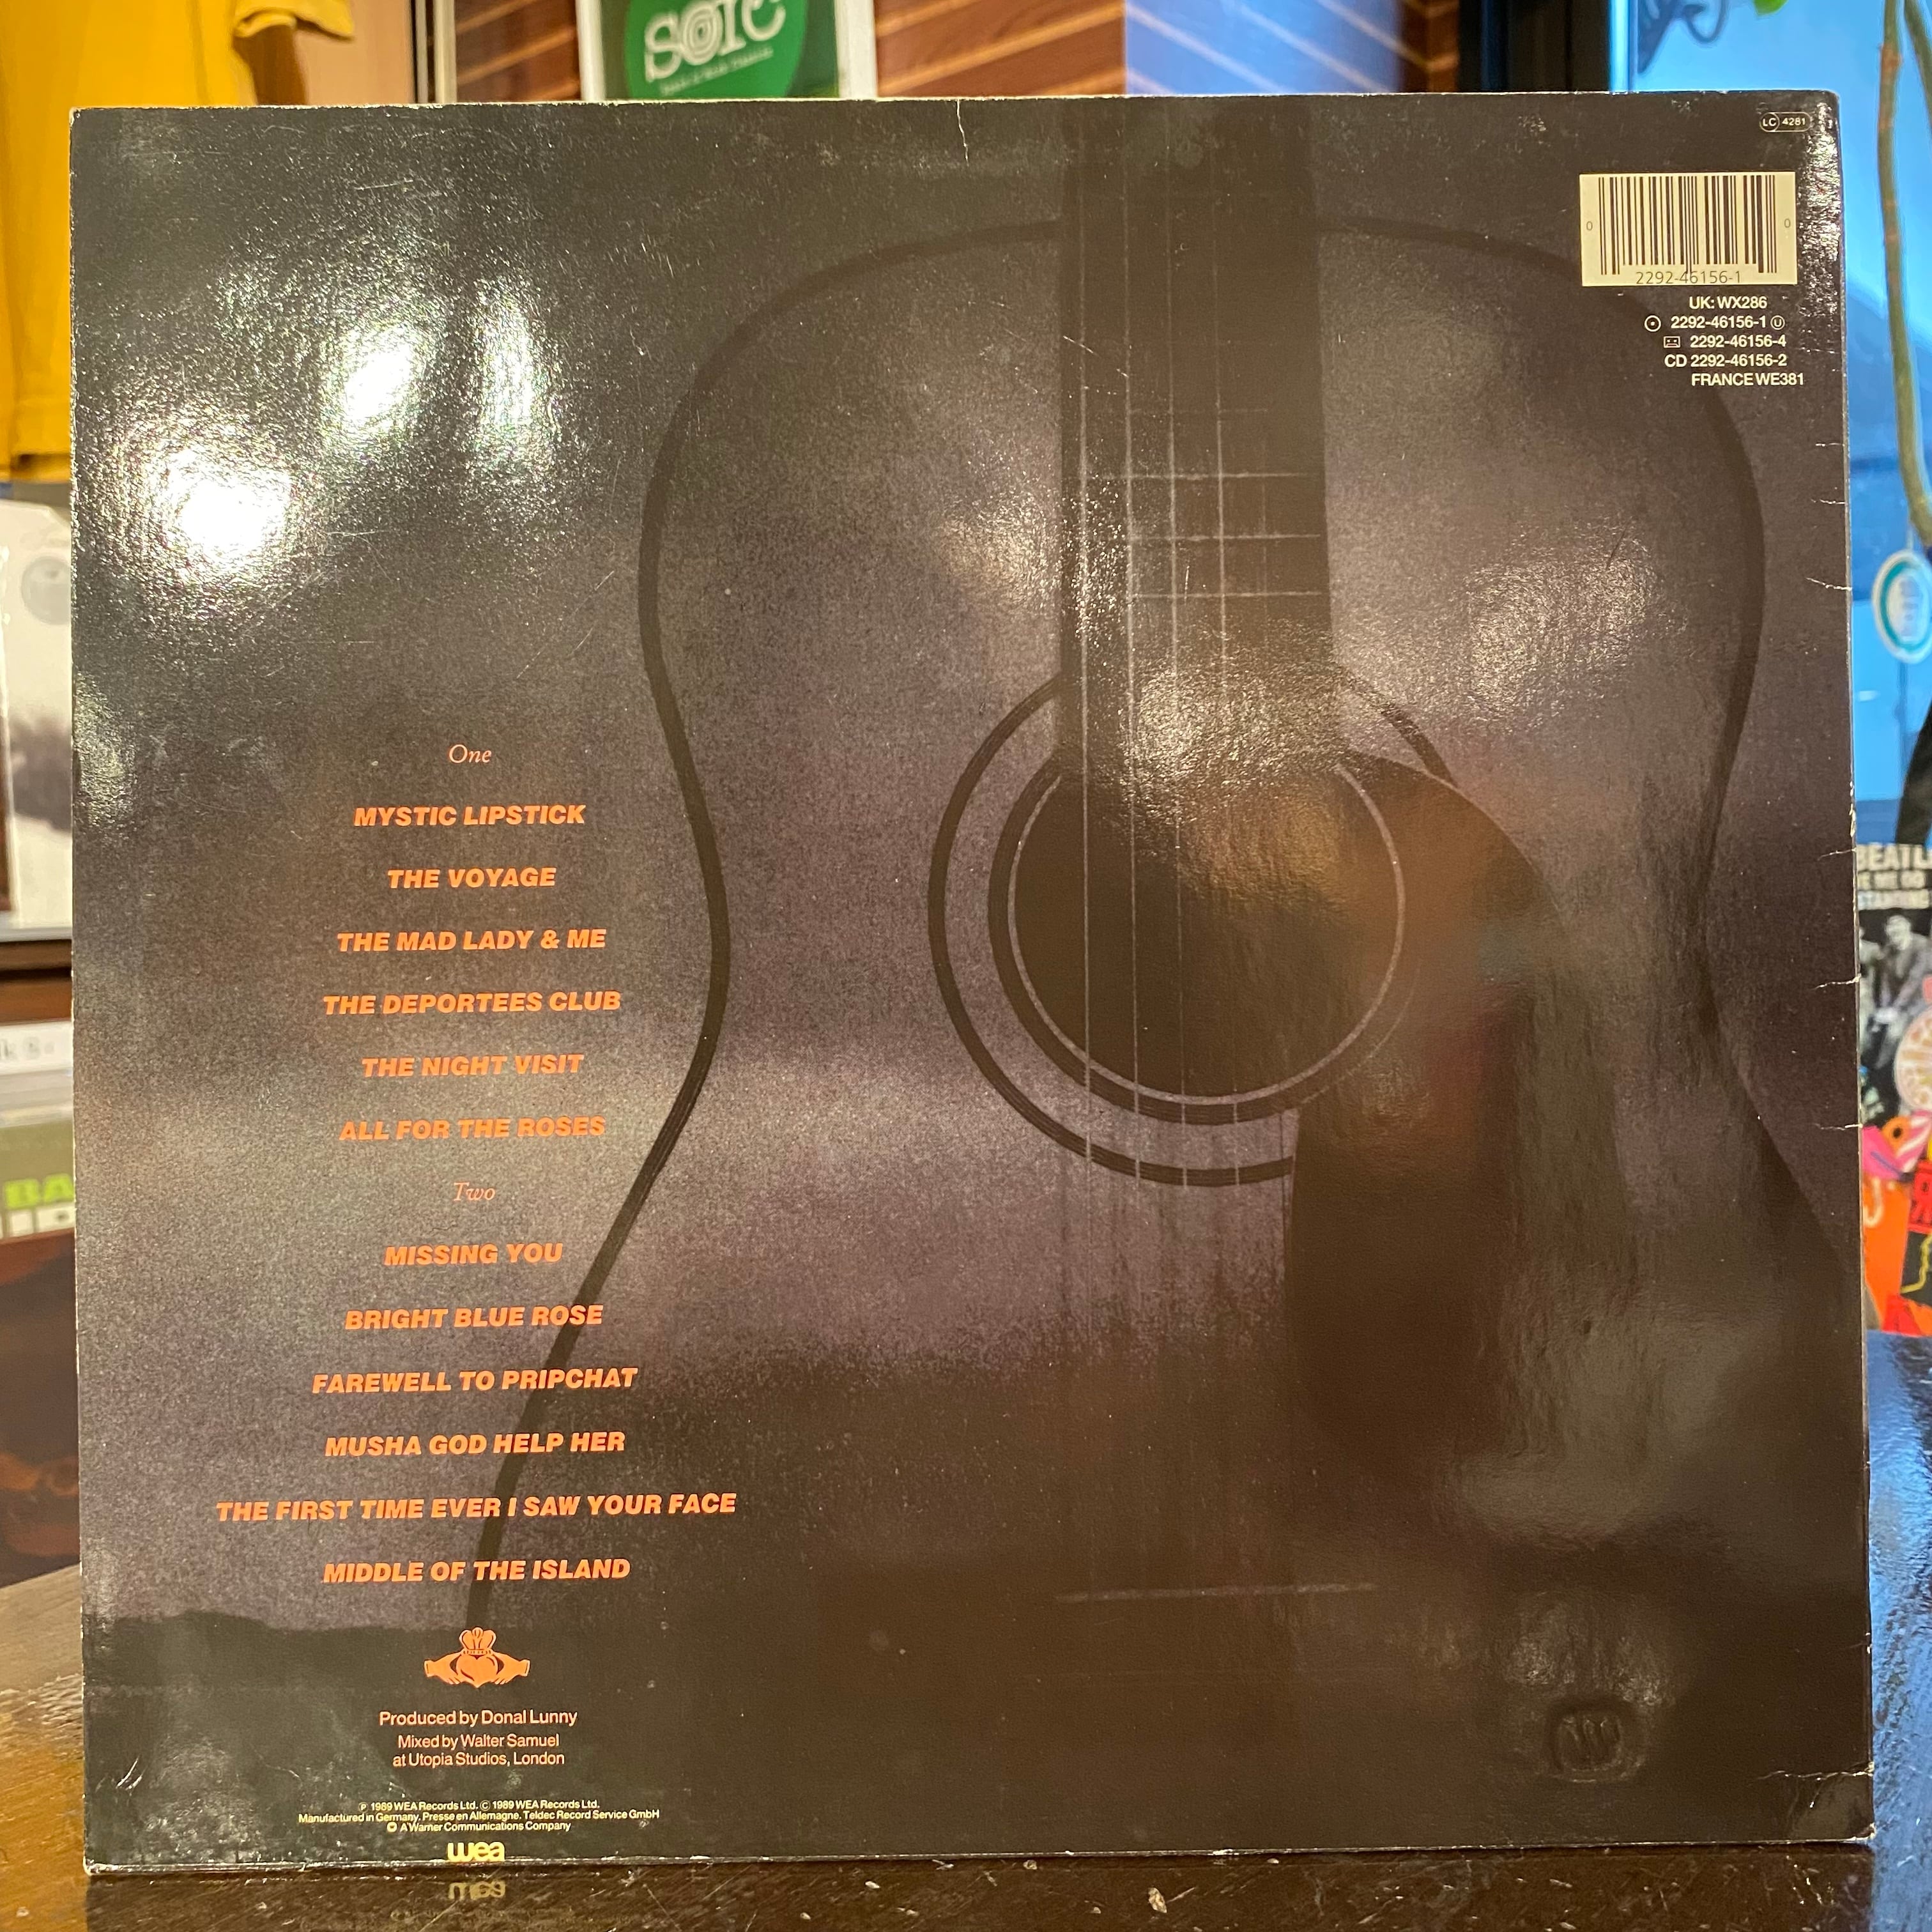 SOIC
LC 4281
0 0
2292-46156-1
UK: WX286
2292-46156-1 U
2292-46156-4
CD 2292-46156-2
FRANCE WE381
One
MYSTIC LIPSTICK
THE VOYAGE
THE MAD LADY & ME
THE DEPORTEES CLUB
THE NIGHT VISIT
ALL FOR THE ROSES
Two
MISSING YOU
BRIGHT BLUE ROSE
FAREWELL TO PRIPCHAT
MUSHA GOD HELP HER
THE FIRST TIME EVER I SAW YOUR FACE
MIDDLE OF THE ISLAND
Produced by Donal Lunny
Mixed by Walter Samuel
at Utopia Studios, London
℗ 1989 WEA Records Ltd. © 1989 WEA Records Ltd.
Manufactured in Germany. Presse en Allemagne. Teldec Record Service GmbH
A Warner Communications Company
wea
BEATL
BA